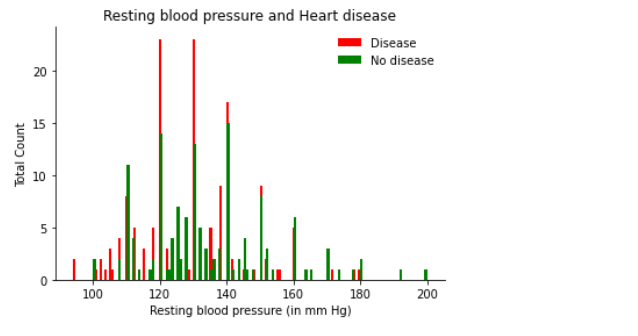 Resting blood pressure and Heart disease
Disease
No disease
Total Count
20
15
10
5
0
100 120 140 160 180 200
Resting blood pressure (in mm Hg)